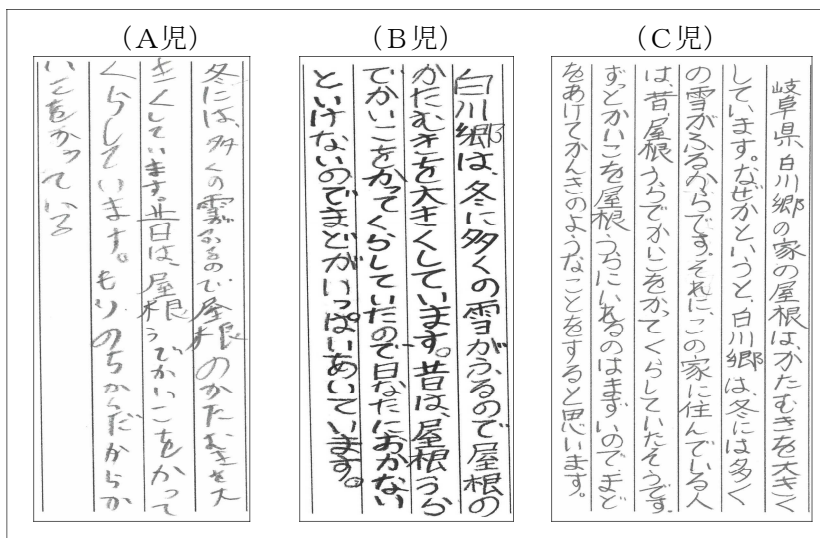 （A児）
冬には、多くの雪がふるので屋根のかたむきを大
きくしています。昔は、屋根うでかいこをかって
くらしています。もりのちからだからか
いこをかっている
（B児）
白川郷は、冬に多くの雪がふるので屋根の
かたむきを大きくしています。昔は、屋根うら
でかいこをかってくらしていたので日なたにおかない
といけないのでまどがいっぱいあいています。
（C児）
岐阜県白川郷の家の屋根は、かたむきを大きく
しています。なぜかというと、白川郷は、冬には多く
の雪がふるからです。それに、この家に住んでいる人
は、昔、屋根うらでかいこをかってくらしていたそうです。
ずっとかいこを屋根うらにいれるのはまずいので、まど
をあけてかんきのようなことをすると思います。